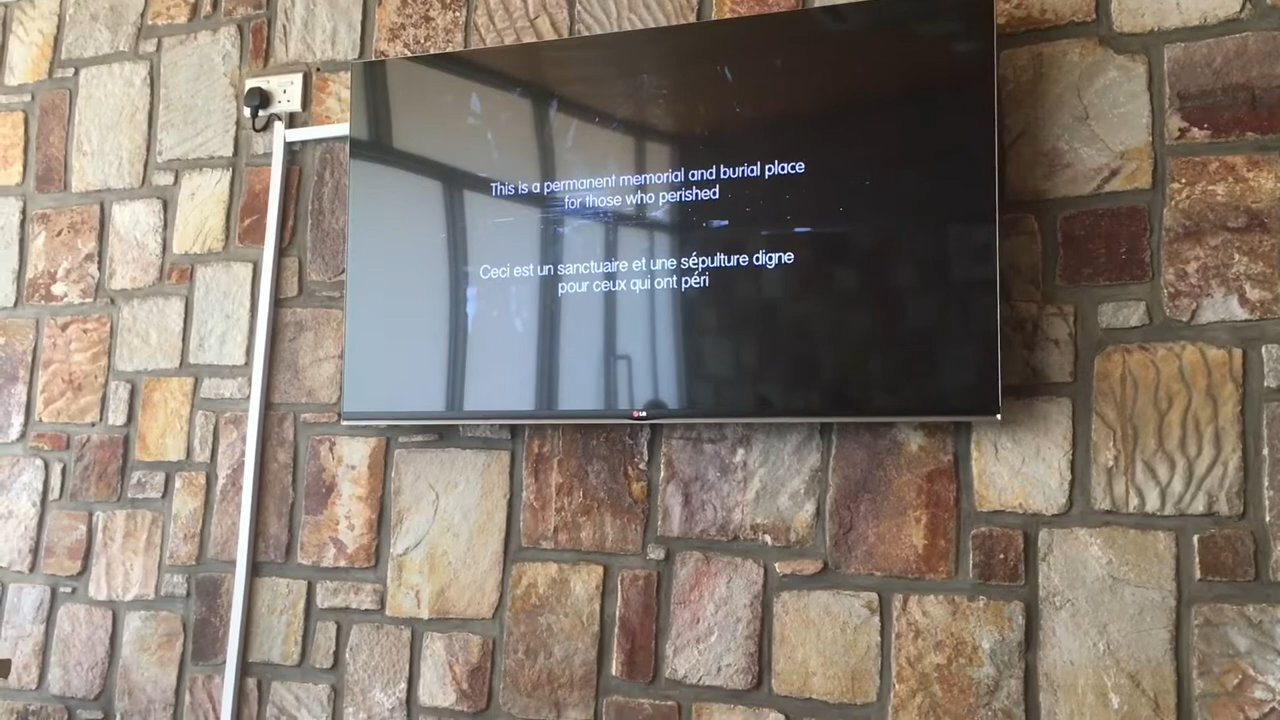 This is a permanent memorial and burial place
for those who perished
Ceci est un sanctuaire et une sépulture digne
pour ceux qui ont péri
LG